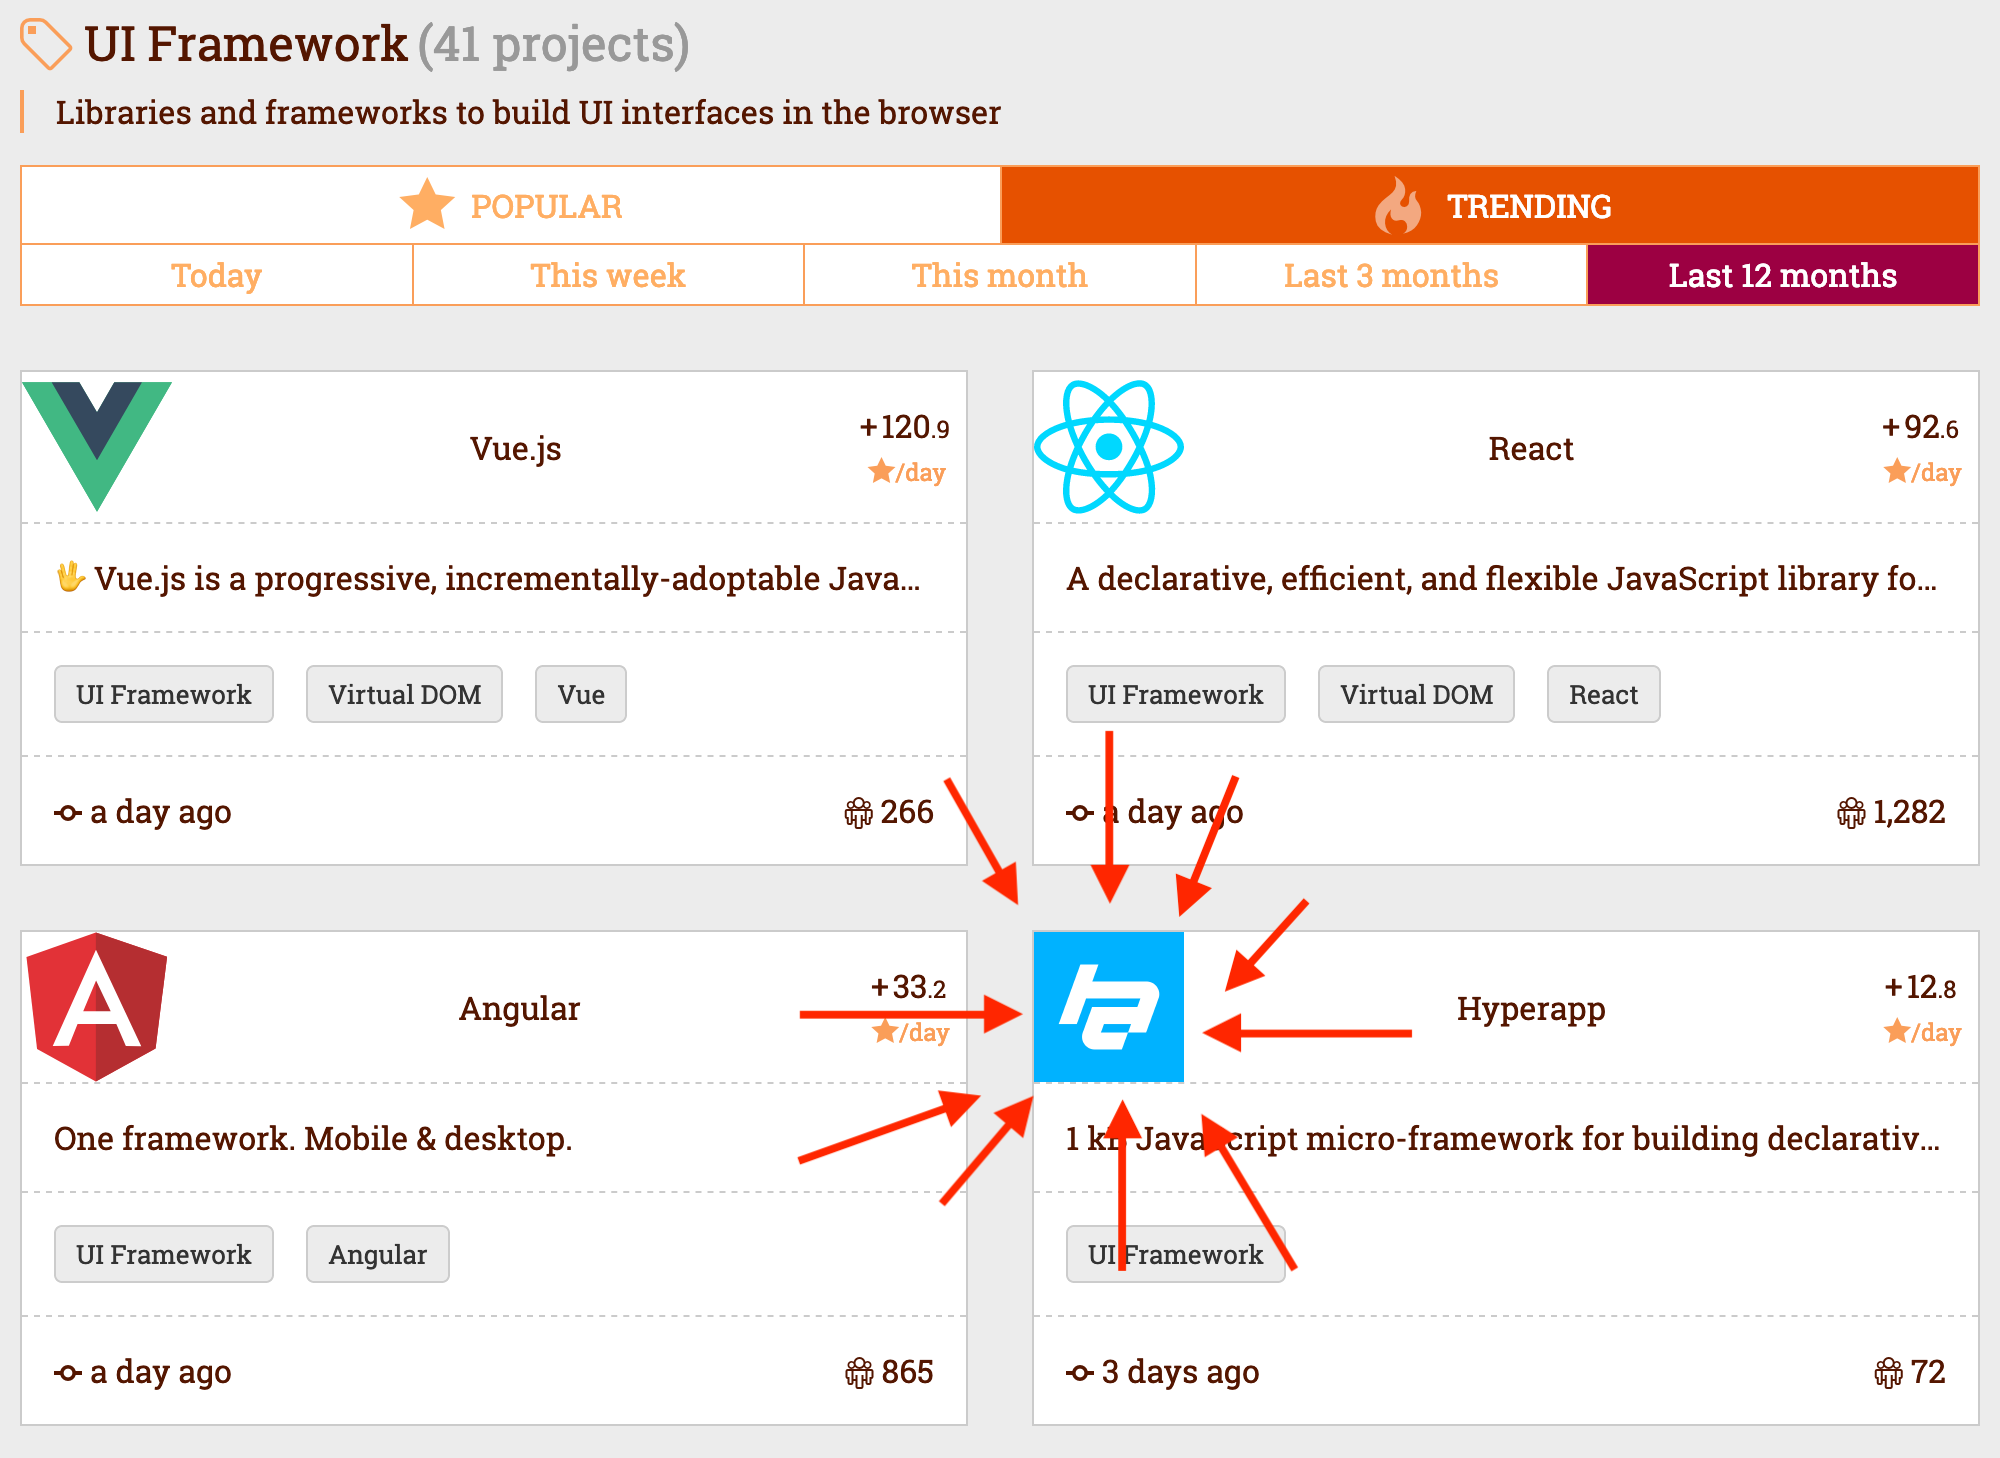 UI Framework (41 projects)
Libraries and frameworks to build UI interfaces in the browser
POPULAR
TRENDING
Today
This week
This month
Last 3 months
Last 12 months
Vue.js
+120.9
/day
🖖 Vue.js is a progressive, incrementally-adoptable Java...
UI Framework
Virtual DOM
Vue
a day ago
266
React
+92.6
/day
A declarative, efficient, and flexible JavaScript library fo...
UI Framework
Virtual DOM
React
a day ago
1,282
Angular
+33.2
/day
One framework. Mobile & desktop.
UI Framework
Angular
a day ago
865
Hyperapp
+12.8
/day
1 kB JavaScript micro-framework for building declarativ...
UI Framework
3 days ago
72